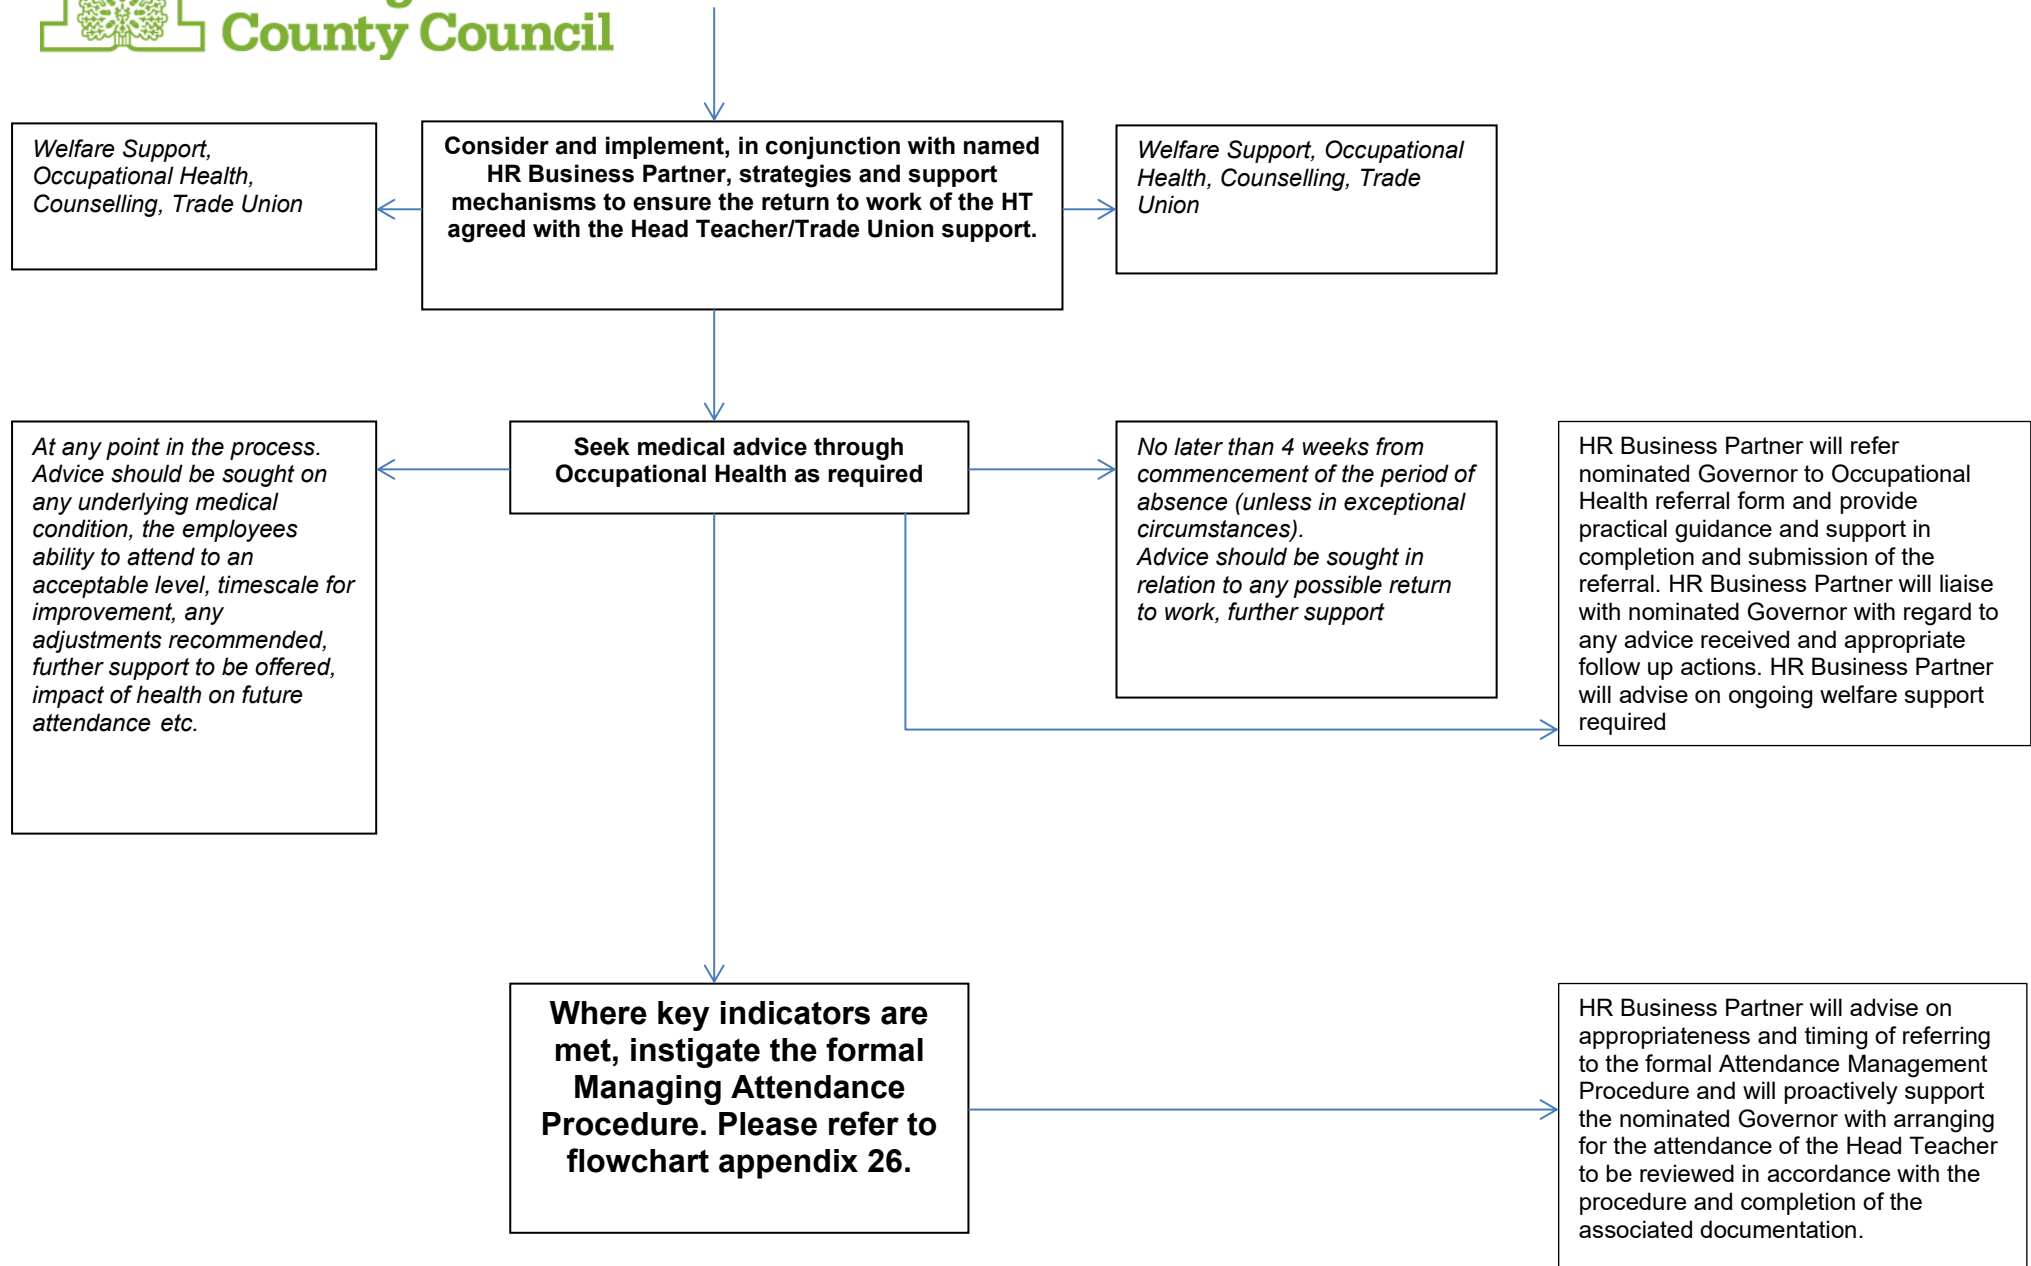 County Council
Welfare Support,
Occupational Health,
Counselling, Trade Union
Consider and implement, in conjunction with named
HR Business Partner, strategies and support
mechanisms to ensure the return to work of the HT
agreed with the Head Teacher/Trade Union support.
Welfare Support, Occupational
Health, Counselling, Trade
Union
At any point in the process.
Advice should be sought on
any underlying medical
condition, the employees
ability to attend to an
acceptable level, timescale for
improvement, any
adjustments recommended,
further support to be offered,
impact of health on future
attendance etc.
Seek medical advice through
Occupational Health as required
No later than 4 weeks from
commencement of the period of
absence (unless in exceptional
circumstances).
Advice should be sought in
relation to any possible return
to work, further support
HR Business Partner will refer
nominated Governor to Occupational
Health referral form and provide
practical guidance and support in
completion and submission of the
referral. HR Business Partner will liaise
with nominated Governor with regard to
any advice received and appropriate
follow up actions. HR Business Partner
will advise on ongoing welfare support
required
Where key indicators are
met, instigate the formal
Managing Attendance
Procedure. Please refer to
flowchart appendix 26.
HR Business Partner will advise on
appropriateness and timing of referring
to the formal Attendance Management
Procedure and will proactively support
the nominated Governor with arranging
for the attendance of the Head Teacher
to be reviewed in accordance with the
procedure and completion of the
associated documentation.